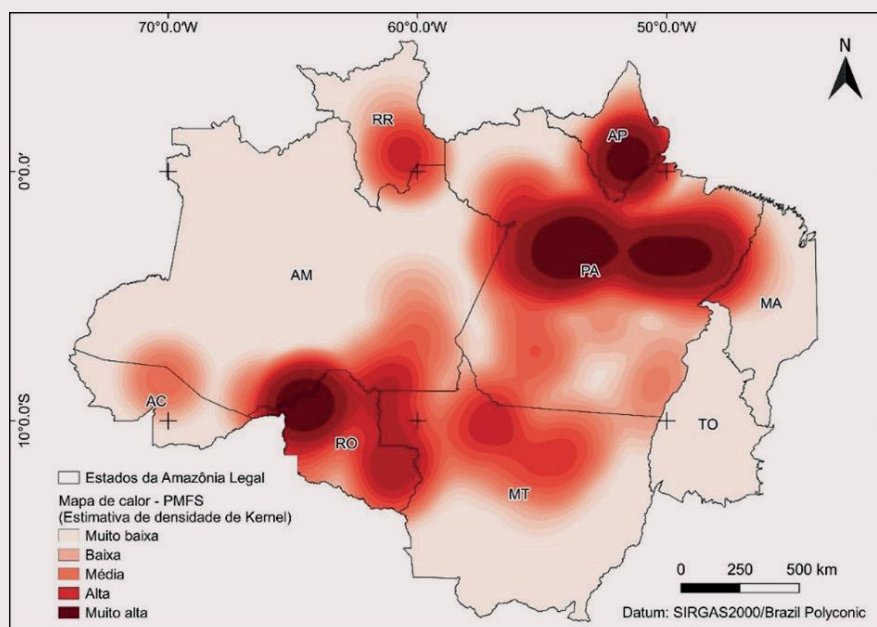 70°0.0'W 60°0.0'W 50°0.0'W
N
RR
AP
0°0.0'
AM
PA
MA
AC
RO
TO
MT
10°0.0'S
Estados da Amazônia Legal
Mapa de calor - PMFS
(Estimativa de densidade de Kernel)
Muito baixa
Baixa
Média
Alta
Muito alta
0 250 500 km
Datum: SIRGAS2000/Brazil Polyconic